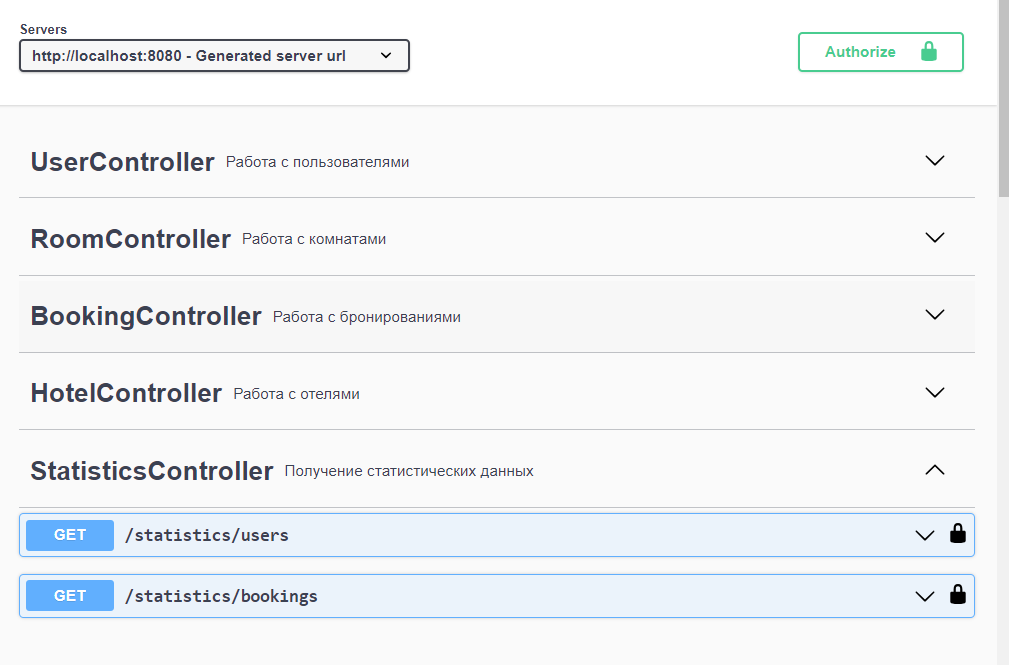 Servers
http://localhost:8080 - Generated server url
Authorize
UserController Работа с пользователями
RoomController Работа с комнатами
BookingController Работа с бронированиями
HotelController Работа с отелями
StatisticsController Получение статистических данных
GET /statistics/users
GET /statistics/bookings